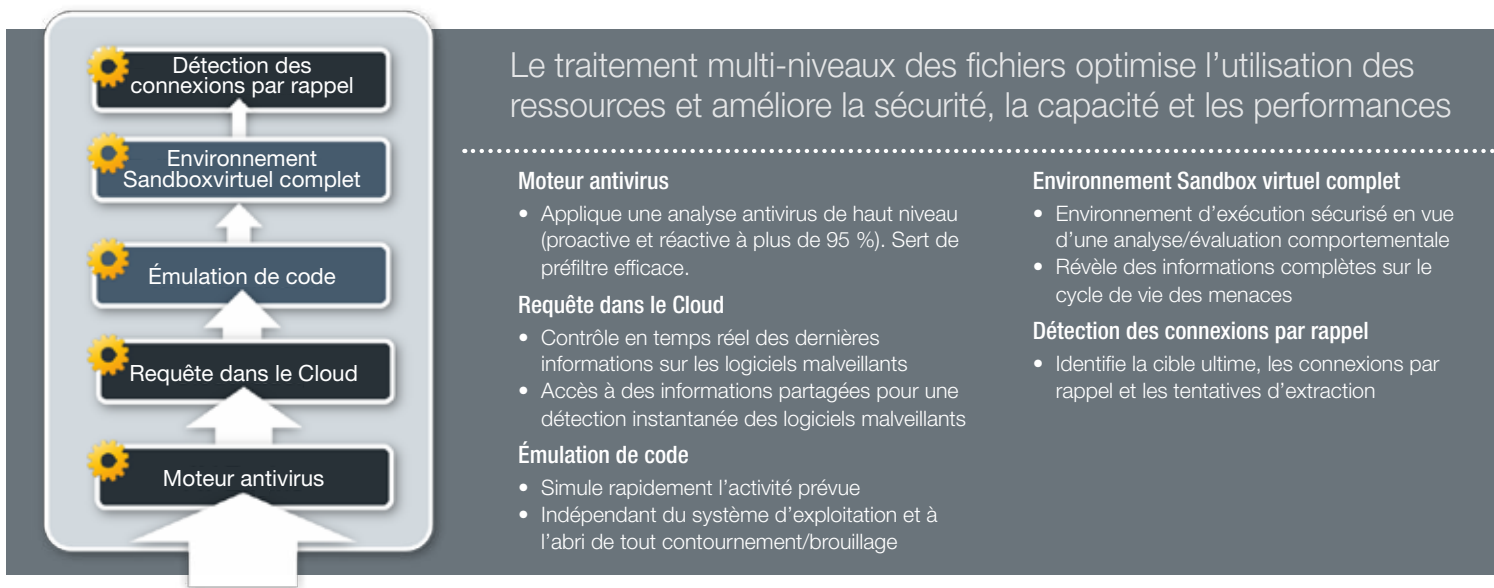 Détection des
connexions par rappel
Environnement
Sandboxvirtuel complet
Émulation de code
Requête dans le Cloud
Moteur antivirus
Le traitement multi-niveaux des fichiers optimise l’utilisation des
ressources et améliore la sécurité, la capacité et les performances
Moteur antivirus
• Applique une analyse antivirus de haut niveau
(proactive et réactive à plus de 95 %). Sert de
préfiltre efficace.
Requête dans le Cloud
• Contrôle en temps réel des dernières
informations sur les logiciels malveillants
• Accès à des informations partagées pour une
détection instantanée des logiciels malveillants
Émulation de code
• Simule rapidement l’activité prévue
• Indépendant du système d’exploitation et à
l’abri de tout contournement/brouillage
Environnement Sandbox virtuel complet
• Environnement d’exécution sécurisé en vue
d’une analyse/évaluation comportementale
• Révèle des informations complètes sur le
cycle de vie des menaces
Détection des connexions par rappel
• Identifie la cible ultime, les connexions par
rappel et les tentatives d’extraction